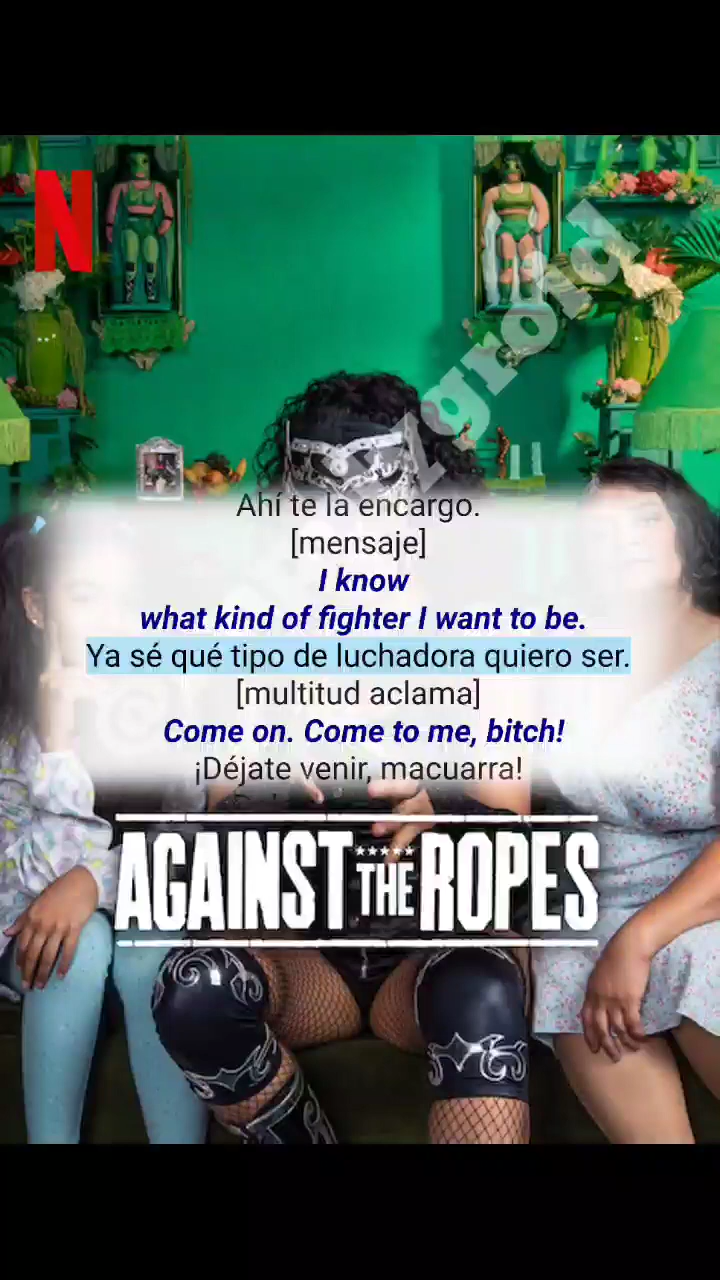 N
Ahí te la encargo.
[mensaje]
I know
what kind of fighter I want to be.
Ya sé qué tipo de luchadora quiero ser.
[multitud aclama]
Come on. Come to me, bitch!
¡Déjate venir, macuarra!
AGAINST THE ROPES